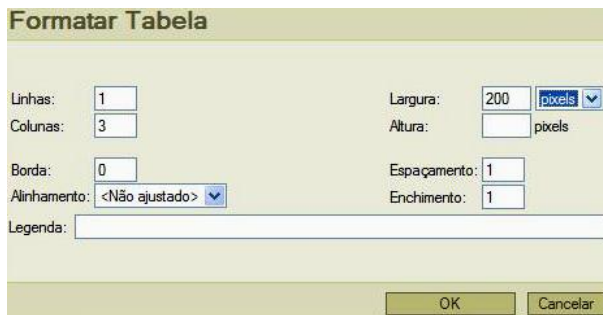 Formatar Tabela
Linhas: 1 Largura: 200 pixels
Colunas: 3 Altura: pixels
Borda: 0 Espaçamento: 1
Alinhamento: <Não ajustado> Enchimento: 1
Legenda:
OK Cancelar